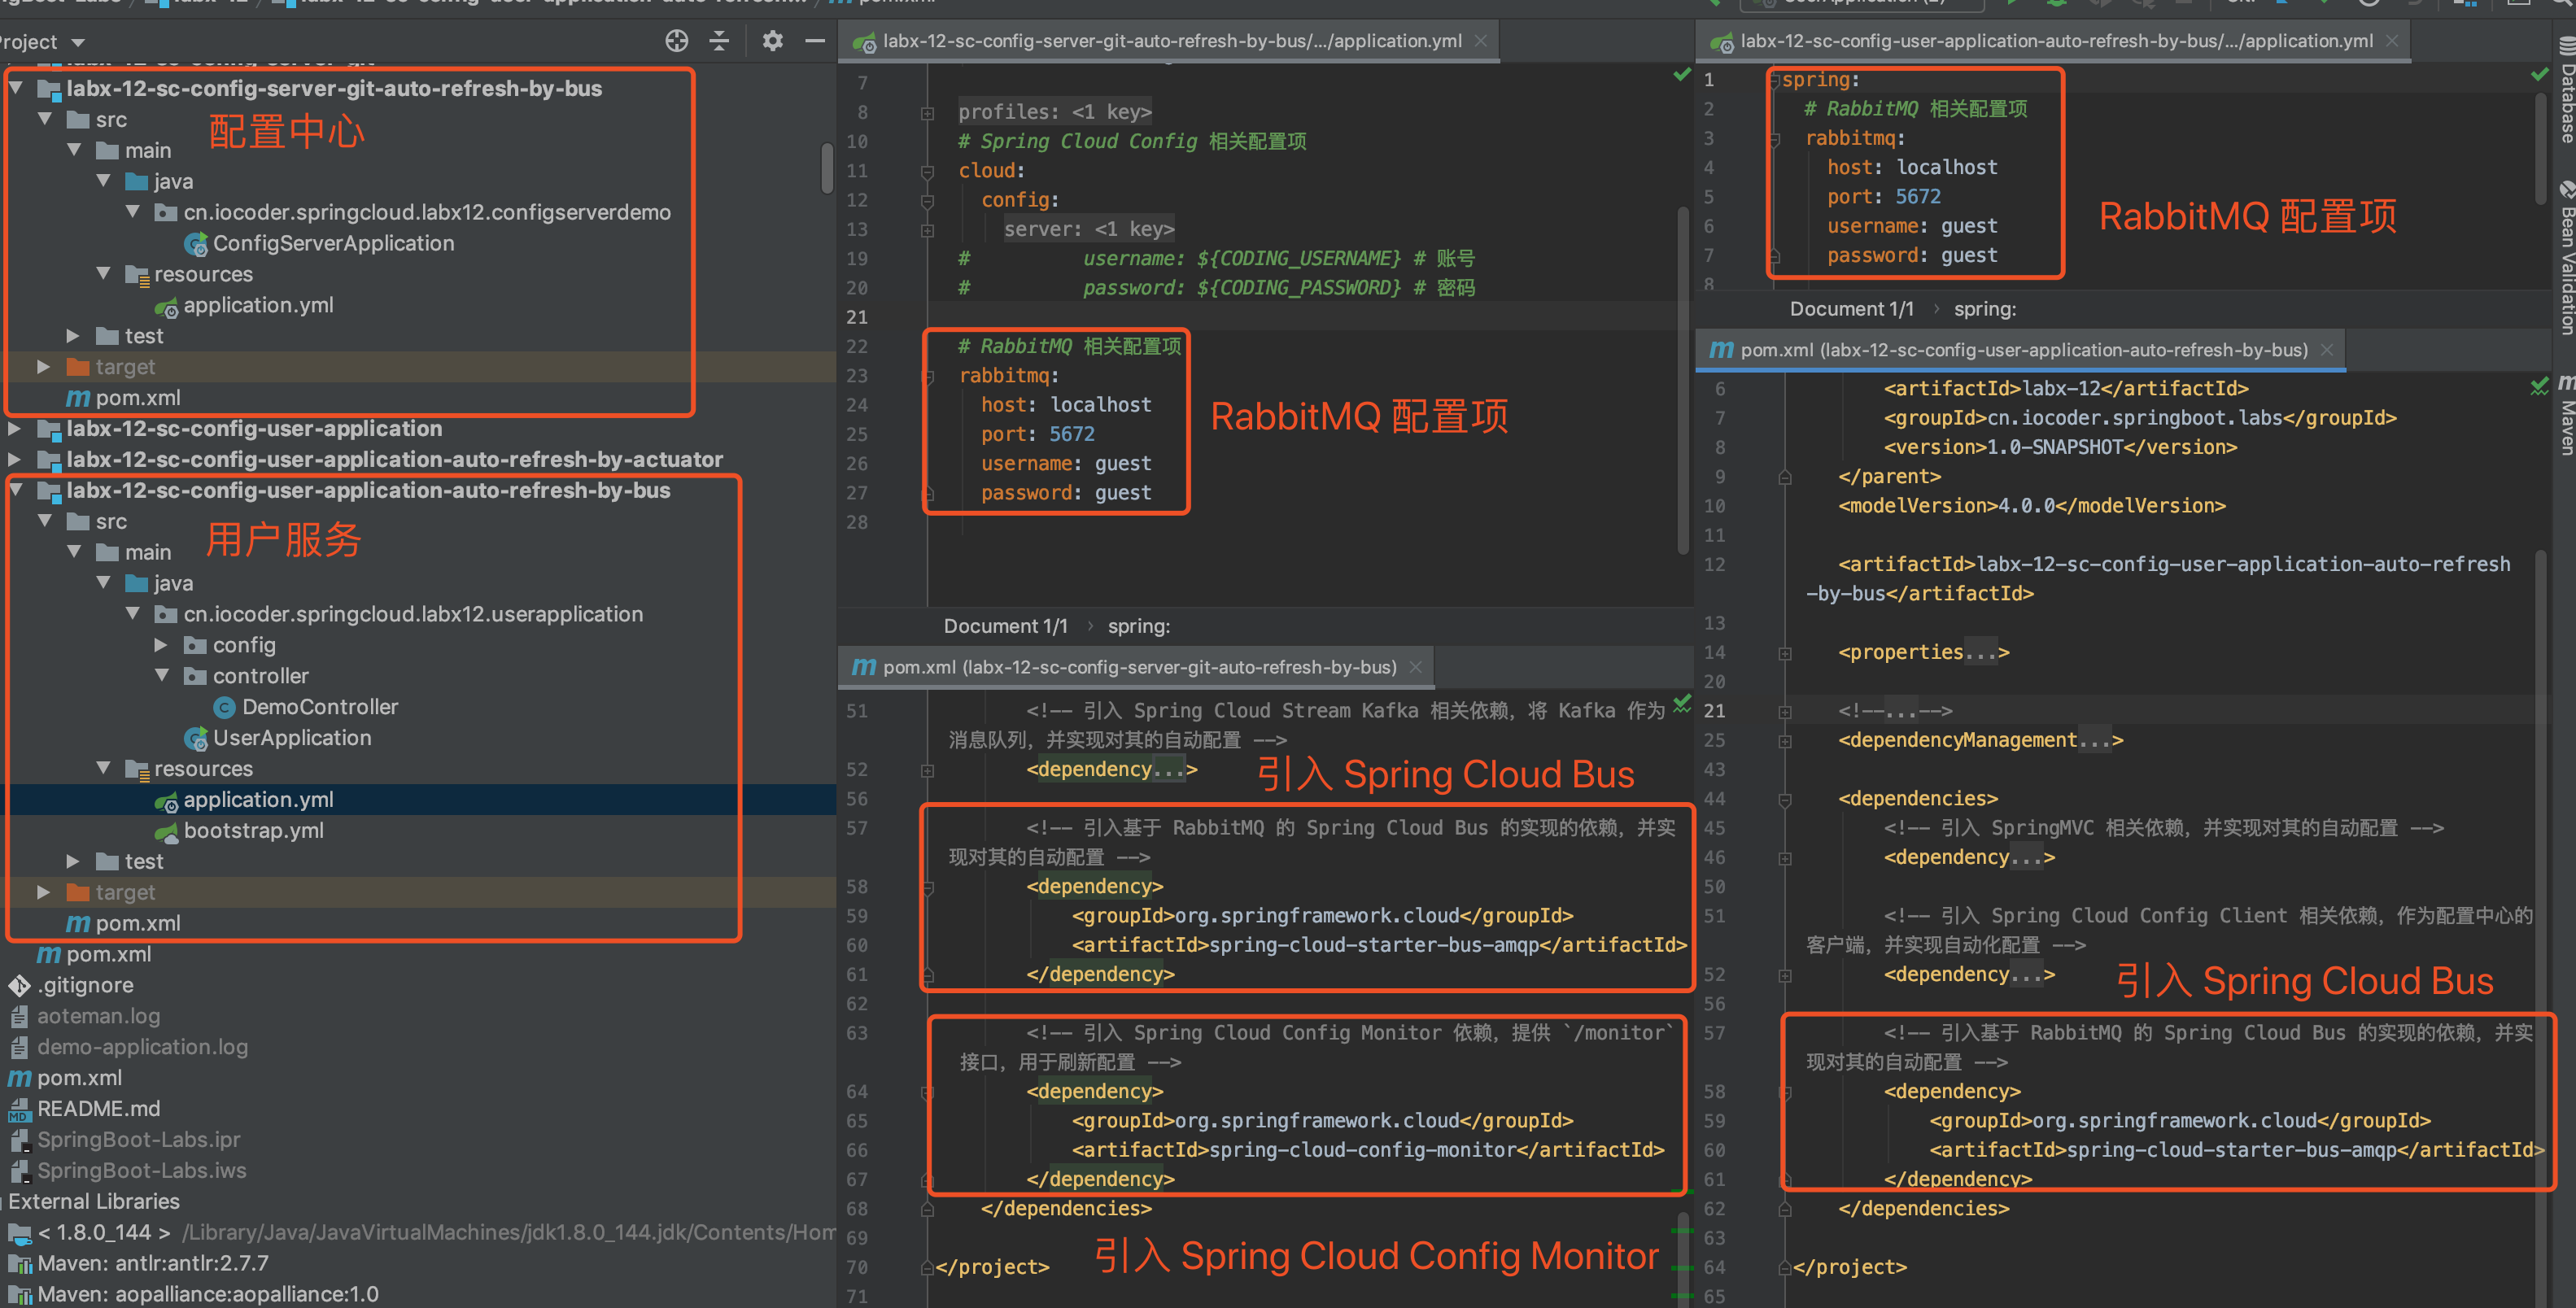 Project
labx-12-sc-config-server-git-auto-refresh-by-bus
src
配置中心
main
java
cn.iocoder.springcloud.labx12.configserverdemo
ConfigServerApplication
resources
application.yml
test
target
pom.xml
labx-12-sc-config-user-application
labx-12-sc-config-user-application-auto-refresh-by-actuator
labx-12-sc-config-user-application-auto-refresh-by-bus
src
用户服务
main
java
cn.iocoder.springcloud.labx12.userapplication
config
controller
DemoController
UserApplication
resources
application.yml
bootstrap.yml
test
target
pom.xml
pom.xml
.gitignore
aoteman.log
demo-application.log
pom.xml
README.md
SpringBoot-Labs.ipr
SpringBoot-Labs.iws
External Libraries
< 1.8.0_144 > /Library/Java/JavaVirtualMachines/jdk1.8.0_144.jdk/Contents/Hom
Maven: antlr:antlr:2.7.7
Maven: aopalliance:aopalliance:1.0
labx-12-sc-config-server-git-auto-refresh-by-bus/.../application.yml
7
8 profiles: <1 key>
10 # Spring Cloud Config 相关配置项
11 cloud:
12 config:
13 server: <1 key>
19 # username: ${CODING_USERNAME} # 账号
20 # password: ${CODING_PASSWORD} # 密码
21
22 # RabbitMQ 相关配置项
23 rabbitmq:
24 host: localhost
25 port: 5672
26 username: guest
27 password: guest
28
RabbitMQ 配置项
Document 1/1 › spring:
pom.xml (labx-12-sc-config-server-git-auto-refresh-by-bus)
51 <!-- 引入 Spring Cloud Stream Kafka 相关依赖，将 Kafka 作为
消息队列，并实现对其的自动配置 -->
52 <dependency...>
引入 Spring Cloud Bus
56
57 <!-- 引入基于 RabbitMQ 的 Spring Cloud Bus 的实现的依赖，并实
现对其的自动配置 -->
58 <dependency>
59 <groupId>org.springframework.cloud</groupId>
60 <artifactId>spring-cloud-starter-bus-amqp</artifactId>
61 </dependency>
62
63 <!-- 引入 Spring Cloud Config Monitor 依赖，提供 `/monitor`
接口，用于刷新配置 -->
64 <dependency>
65 <groupId>org.springframework.cloud</groupId>
66 <artifactId>spring-cloud-config-monitor</artifactId>
67 </dependency>
68 </dependencies>
69
引入 Spring Cloud Config Monitor
70 </project>
71
labx-12-sc-config-user-application-auto-refresh-by-bus/.../application.yml
1 spring:
2 # RabbitMQ 相关配置项
3 rabbitmq:
4 host: localhost
5 port: 5672
6 username: guest
7 password: guest
8
RabbitMQ 配置项
Document 1/1 › spring:
pom.xml (labx-12-sc-config-user-application-auto-refresh-by-bus)
6 <artifactId>labx-12</artifactId>
7 <groupId>cn.iocoder.springboot.labs</groupId>
8 <version>1.0-SNAPSHOT</version>
9 </parent>
10 <modelVersion>4.0.0</modelVersion>
11
12 <artifactId>labx-12-sc-config-user-application-auto-refresh
-by-bus</artifactId>
13
14 <properties...>
20
21 <!--...-->
25 <dependencyManagement...>
43
44 <dependencies>
45 <!-- 引入 SpringMVC 相关依赖，并实现对其的自动配置 -->
46 <dependency...>
50
51 <!-- 引入 Spring Cloud Config Client 相关依赖，作为配置中心的
客户端，并实现自动化配置 -->
52 <dependency...>
引入 Spring Cloud Bus
56
57 <!-- 引入基于 RabbitMQ 的 Spring Cloud Bus 的实现的依赖，并实
现对其的自动配置 -->
58 <dependency>
59 <groupId>org.springframework.cloud</groupId>
60 <artifactId>spring-cloud-starter-bus-amqp</artifactId>
61 </dependency>
62 </dependencies>
63
64 </project>
65
Database
Bean Validation
Maven